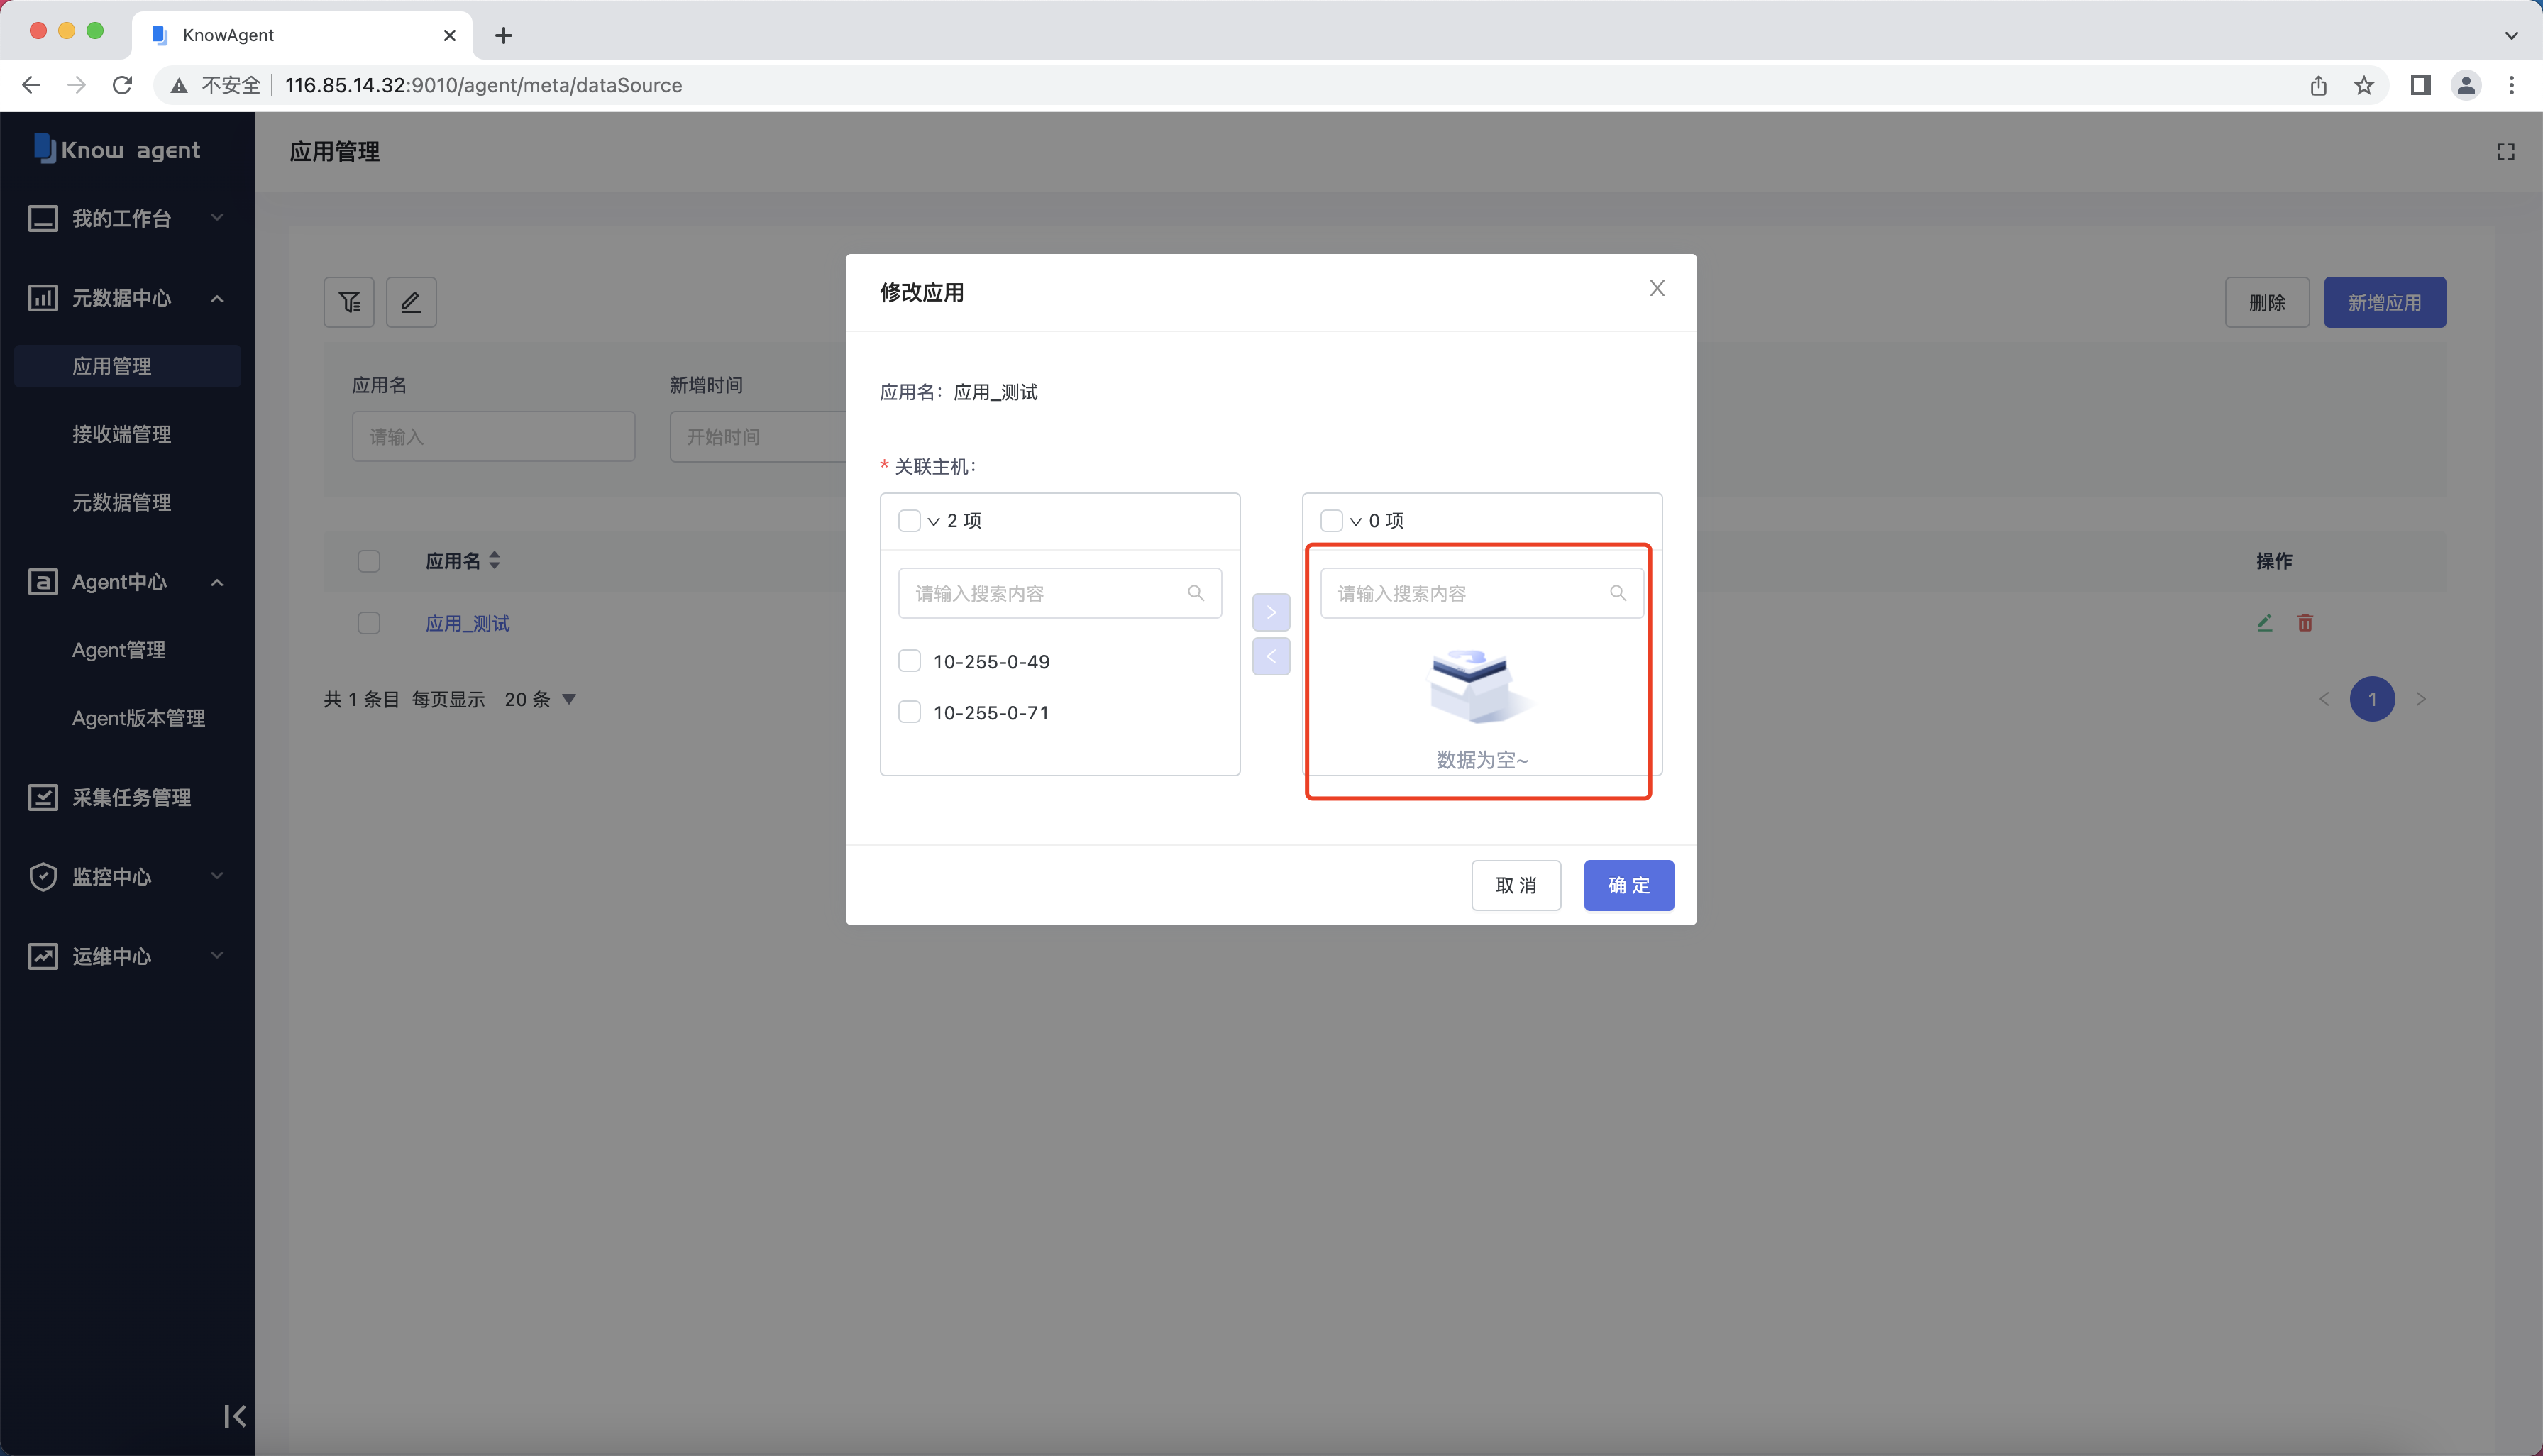 KnowAgent
不安全 116.85.14.32:9010/agent/meta/dataSource
Know agent
我的工作台
元数据中心
应用管理
接收端管理
元数据管理
Agent中心
Agent管理
Agent版本管理
采集任务管理
监控中心
运维中心
应用管理
删除
新增应用
应用名
请输入
新增时间
开始时间
应用名
操作
应用_测试
共 1 条目 每页显示 20 条
1
修改应用
应用名: 应用_测试
* 关联主机:
2 项
请输入搜索内容
10-255-0-49
10-255-0-71
0 项
请输入搜索内容
数据为空~
取 消
确 定